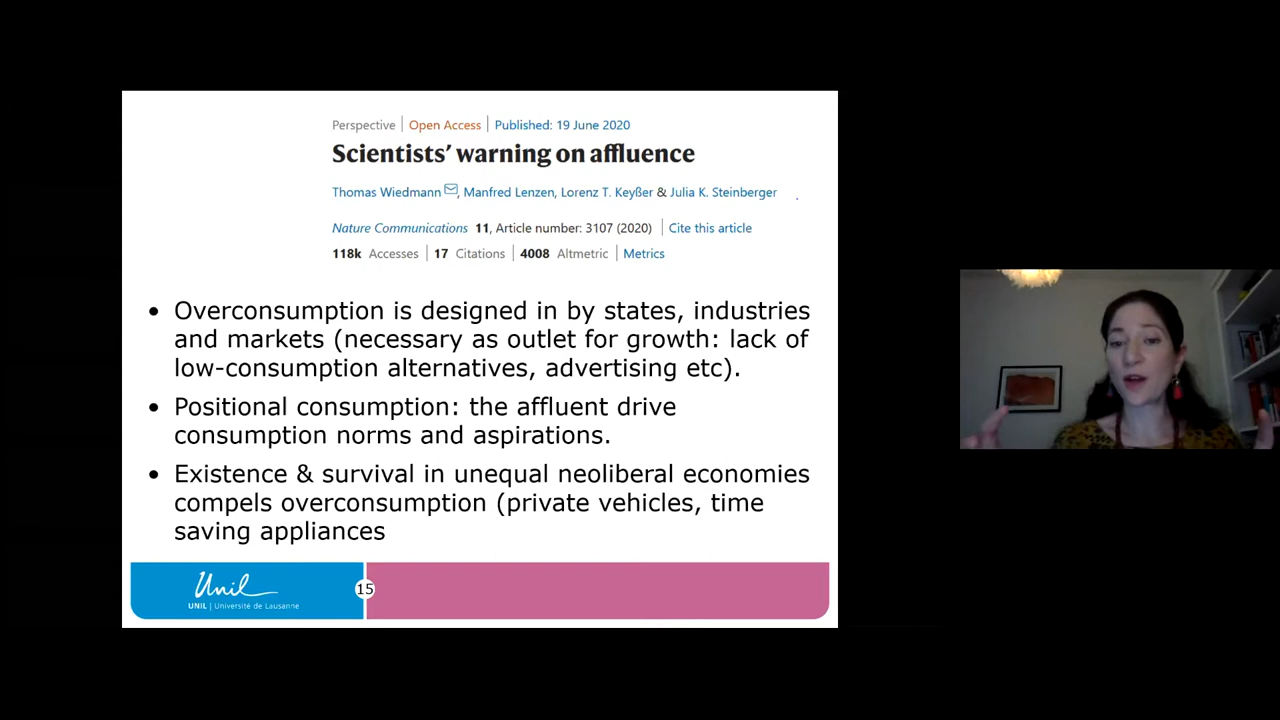 Perspective | Open Access | Published: 19 June 2020
Scientists' warning on affluence
Thomas Wiedmann, Manfred Lenzen, Lorenz T. Keyßer & Julia K. Steinberger
Nature Communications 11, Article number: 3107 (2020) | Cite this article
118k Accesses | 17 Citations | 4008 Altmetric | Metrics
• Overconsumption is designed in by states, industries
and markets (necessary as outlet for growth: lack of
low-consumption alternatives, advertising etc).
• Positional consumption: the affluent drive
consumption norms and aspirations.
• Existence & survival in unequal neoliberal economies
compels overconsumption (private vehicles, time
saving appliances
Unil
UNIL | Université de Lausanne
15